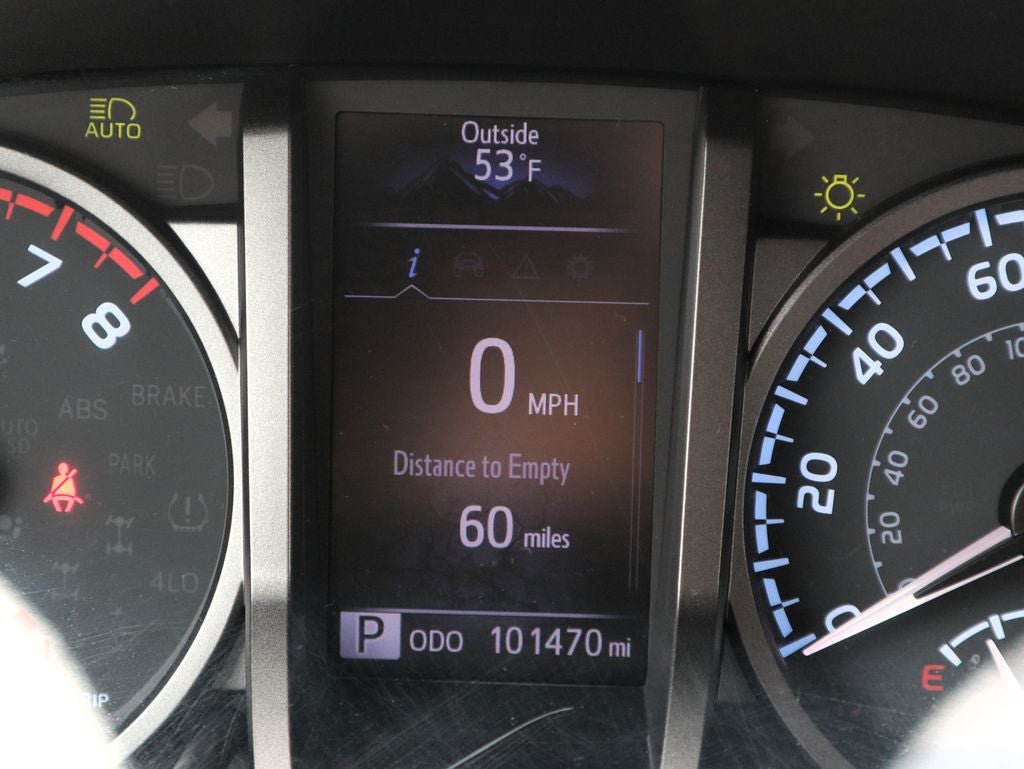 AUTO
Outside
53°F
i
0 MPH
Distance to Empty
60 miles
P ODO 101470 mi
7
8
ABS
BRAKE
PARK
4LO
60
40
20
0
80
60
40
20
E